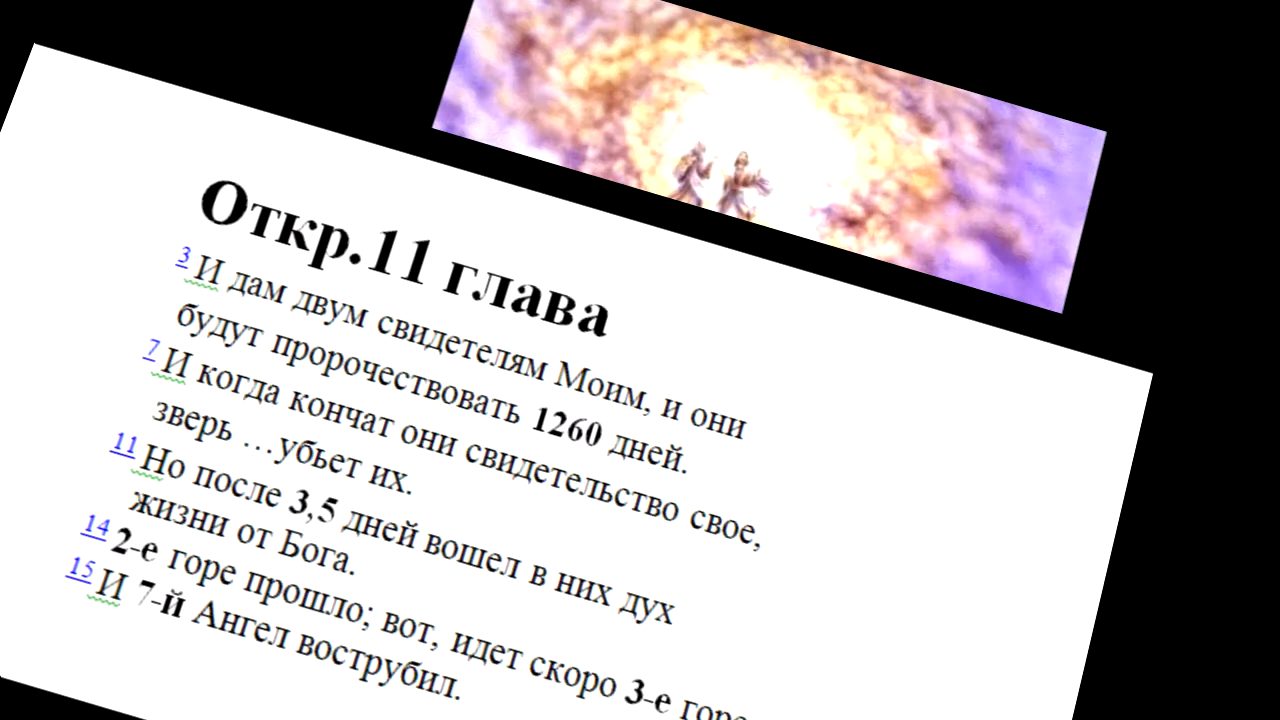 Откр.11 глава
3 И дам двум свидетелям Моим, и они
будут пророчествовать 1260 дней.
7 И когда кончат они свидетельство свое,
зверь …убьет их.
11 Но после 3,5 дней вошел в них дух
жизни от Бога.
14 2-е горе прошло; вот, идет скоро 3-е горе
15 И 7-й Ангел вострубил.